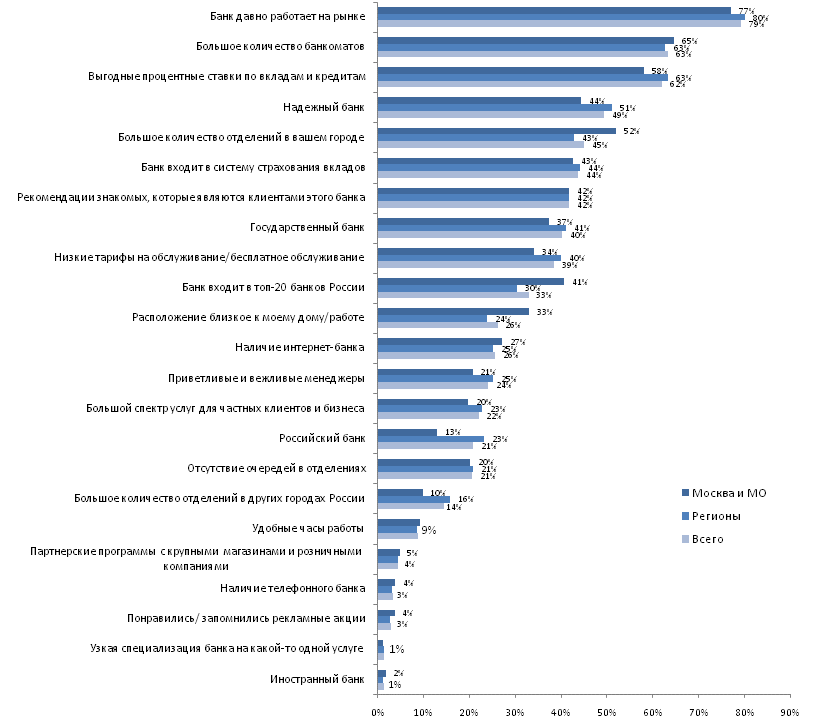 Банк давно работает на рынке
77%
80%
79%
Большое количество банкоматов
65%
63%
63%
Выгодные процентные ставки по вкладам и кредитам
58%
63%
62%
Надежный банк
44%
51%
49%
Большое количество отделений в вашем городе
52%
43%
45%
Банк входит в систему страхования вкладов
43%
44%
44%
Рекомендации знакомых, которые являются клиентами этого банка
42%
42%
42%
Государственный банк
37%
41%
40%
Низкие тарифы на обслуживание/бесплатное обслуживание
34%
40%
39%
Банк входит в топ-20 банков России
41%
30%
33%
Расположение близкое к моему дому/работе
33%
24%
26%
Наличие интернет-банка
27%
25%
26%
Приветливые и вежливые менеджеры
21%
25%
24%
Большой спектр услуг для частных клиентов и бизнеса
20%
23%
22%
Российский банк
13%
23%
21%
Отсутствие очередей в отделениях
20%
21%
21%
Большое количество отделений в других городах России
10%
16%
14%
Удобные часы работы
9%
Партнерские программы с крупными магазинами и розничными
компаниями
5%
4%
Наличие телефонного банка
4%
3%
Понравились/ запомнились рекламные акции
4%
3%
Узкая специализация банка на какой-то одной услуге
1%
Иностранный банк
2%
1%
Москва и МО
Регионы
Всего
0% 10% 20% 30% 40% 50% 60% 70% 80% 90%